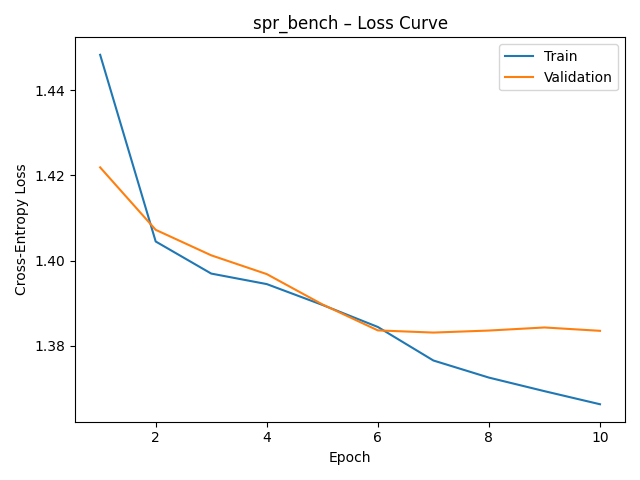 spr_bench – Loss Curve
Train
Validation
1.44
1.42
1.40
1.38
Cross-Entropy Loss
2
4
6
8
10
Epoch